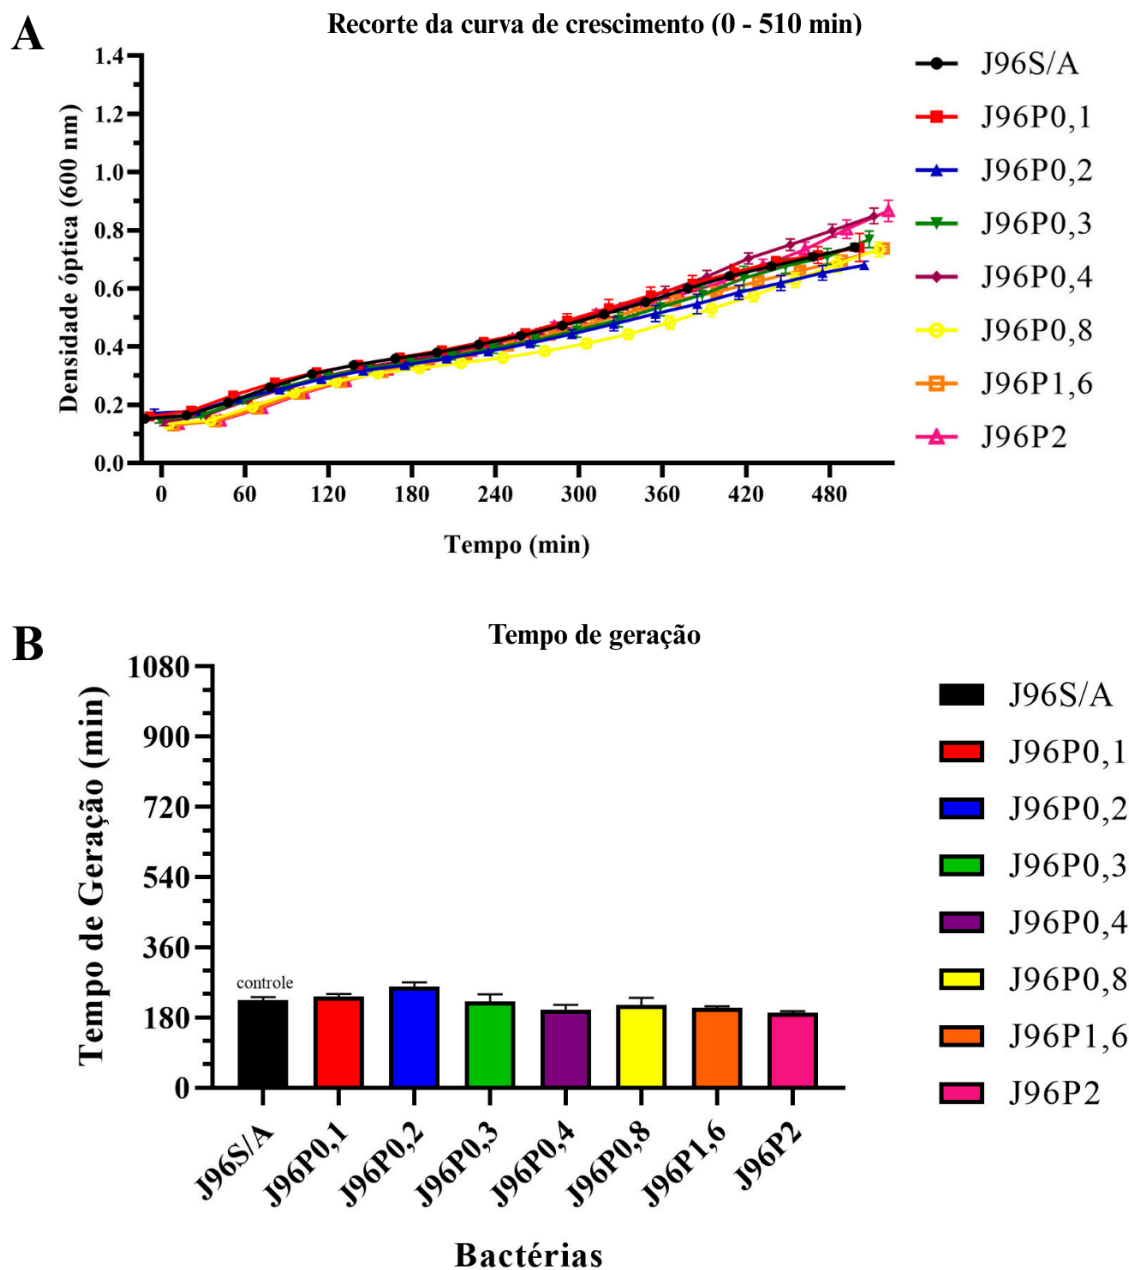 A
Recorte da curva de crescimento (0 - 510 min)
Densidade óptica (600 nm)
1.4
1.2
1.0
0.8
0.6
0.4
0.2
0.0
0 60 120 180 240 300 360 420 480
Tempo (min)
J96S/A
J96P0,1
J96P0,2
J96P0,3
J96P0,4
J96P0,8
J96P1,6
J96P2
B
Tempo de geração
Tempo de Geração (min)
1080
900
720
540
360
180
0
controle
J96S/A J96P0,1 J96P0,2 J96P0,3 J96P0,4 J96P0,8 J96P1,6 J96P2
Bactérias
J96S/A
J96P0,1
J96P0,2
J96P0,3
J96P0,4
J96P0,8
J96P1,6
J96P2